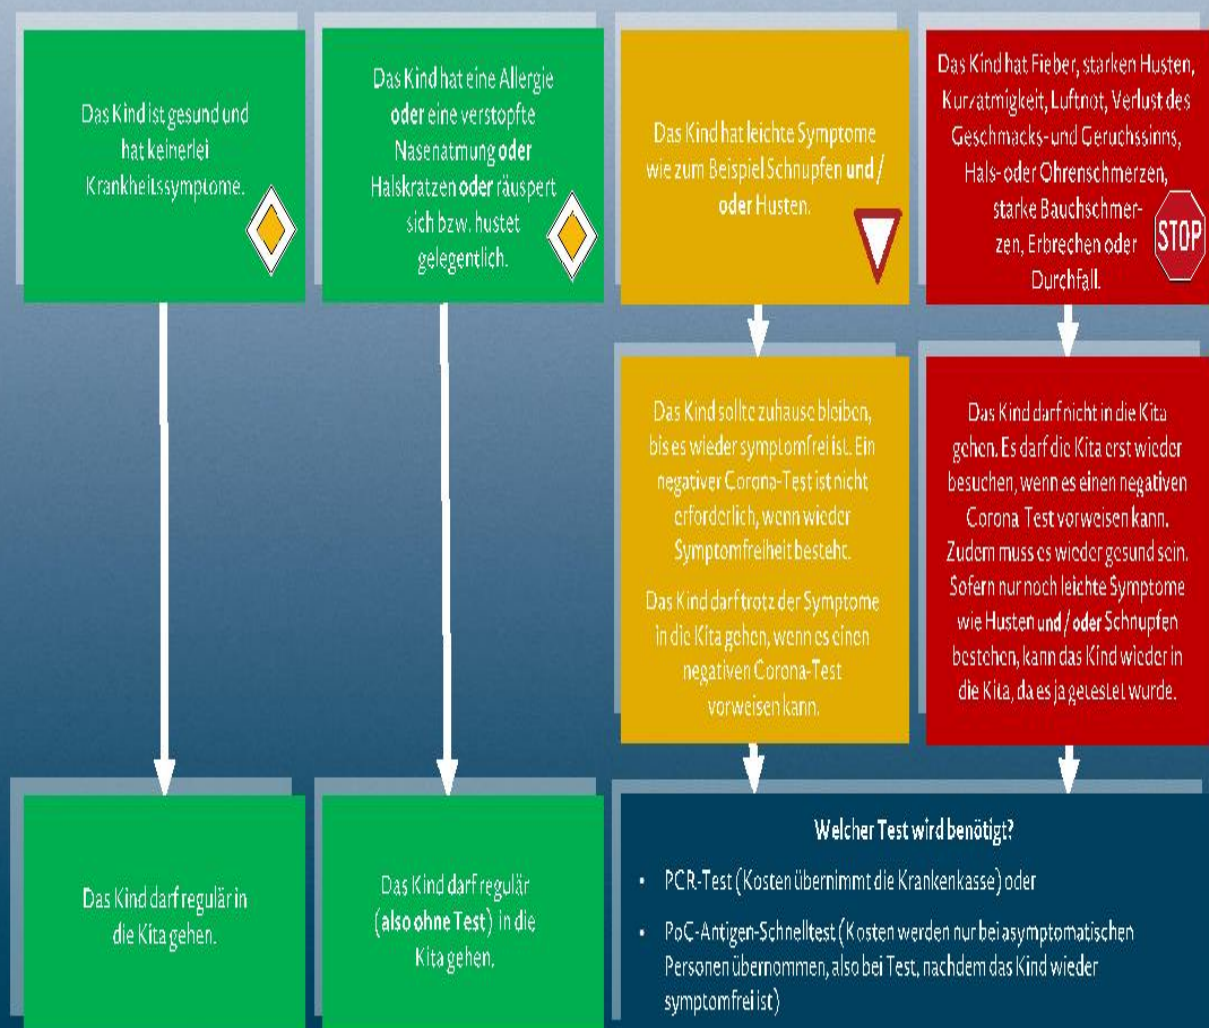 Das Kind ist gesund und
hat keinerlei
Krankheitssymptome.
Das Kind hat eine Allergie
oder eine verstopfte
Nasenatmung oder
Halskratzen oder räuspert
sich bzw. hustet
gelegentlich.
Das Kind hat leichte Symptome
wie zum Beispiel Schnupfen und /
oder Husten.
Das Kind hat Fieber, starken Husten,
Kurzatmigkeit, Luftnot, Verlust des
Geschmacks- und Geruchssinns,
Hals- oder Ohrenschmerzen,
starke Bauchschmer-
zen, Erbrechen oder
Durchfall.
STOP
Das Kind sollte zuhause bleiben,
bis es wieder symptomfrei ist. Ein
negativer Corona-Test ist nicht
erforderlich, wenn wieder
Symptomfreiheit besteht.
Das Kind darf trotz der Symptome
in die Kita gehen, wenn es einen
negativen Corona-Test
vorweisen kann.
Das Kind darf nicht in die Kita
gehen. Es darf die Kita erst wieder
besuchen, wenn es einen negativen
Corona Test vorweisen kann.
Zudem muss es wieder gesund sein.
Sofern nur noch leichte Symptome
wie Husten und / oder Schnupfen
bestehen, kann das Kind wieder in
die Kita, da es ja getestet wurde.
Das Kind darf regulär in
die Kita gehen.
Das Kind darf regulär
(also ohne Test) in die
Kita gehen.
Welcher Test wird benötigt?
• PCR-Test (Kosten übernimmt die Krankenkasse) oder
• PoC-Antigen-Schnelltest (Kosten werden nur bei asymptomatischen
Personen übernommen, also bei Test, nachdem das Kind wieder
symptomfrei ist)